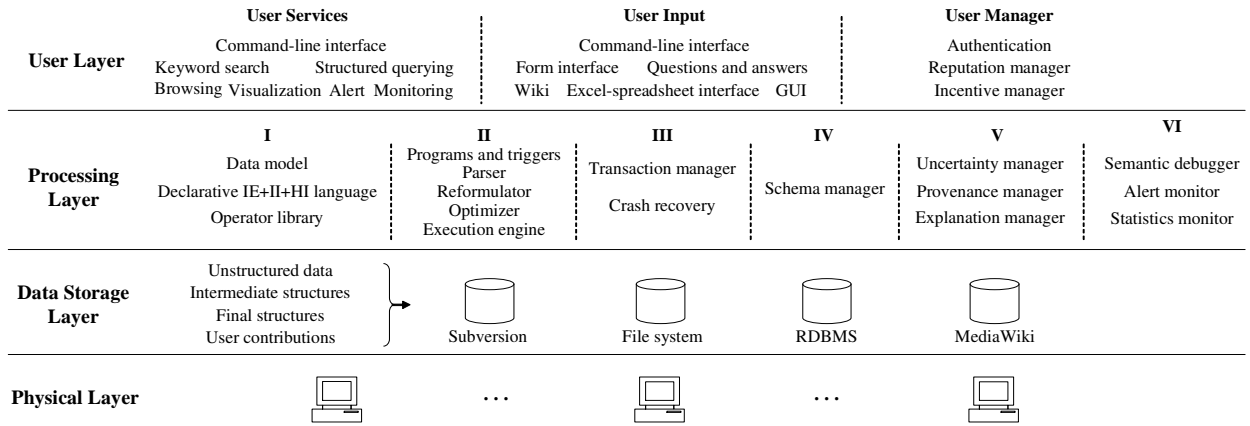 User Services
User Input
User Manager
User Layer
Command-line interface
Keyword search Structured querying
Browsing Visualization Alert Monitoring
Command-line interface
Form interface Questions and answers
Wiki Excel-spreadsheet interface GUI
Authentication
Reputation manager
Incentive manager
Processing
Layer
I
Data model
Declarative IE+II+HI language
Operator library
II
Programs and triggers
Parser
Reformulator
Optimizer
Execution engine
III
Transaction manager
Crash recovery
IV
Schema manager
V
Uncertainty manager
Provenance manager
Explanation manager
VI
Semantic debugger
Alert monitor
Statistics monitor
Data Storage
Layer
Unstructured data
Intermediate structures
Final structures
User contributions
Subversion
File system
RDBMS
MediaWiki
Physical Layer
...
...